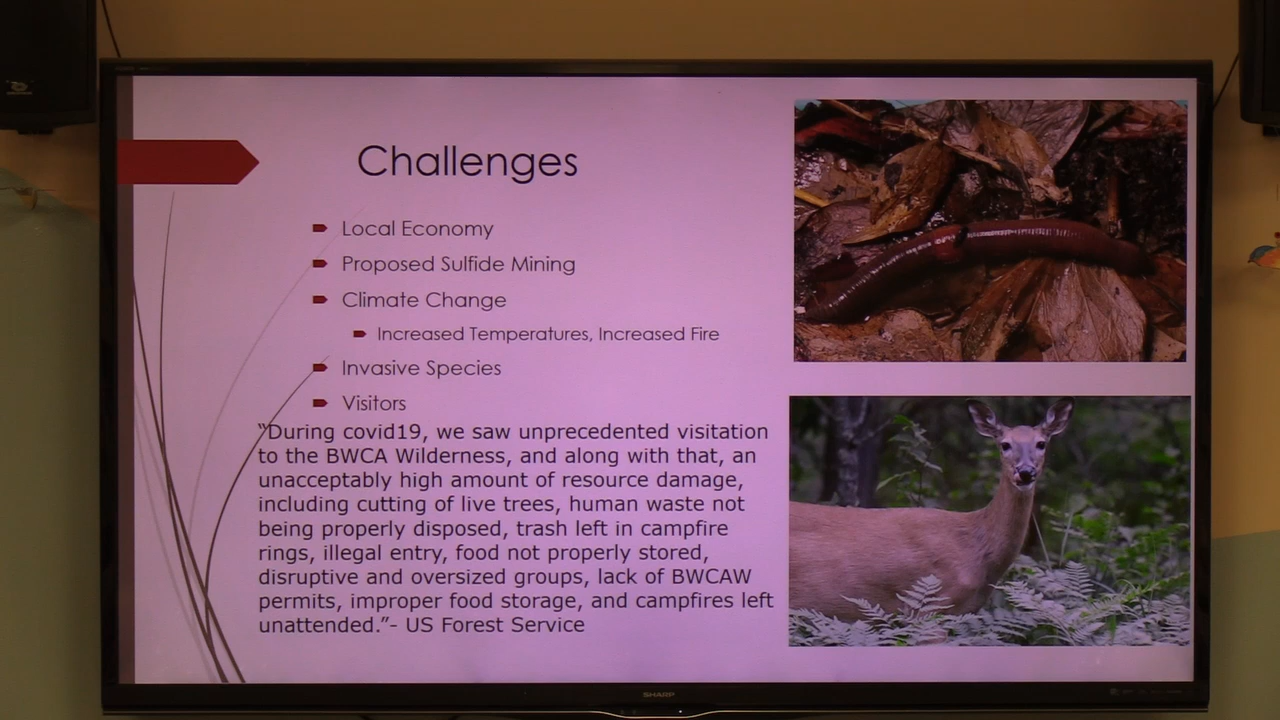 Challenges
Local Economy
Proposed Sulfide Mining
Climate Change
Increased Temperatures, Increased Fire
Invasive Species
Visitors
“During covid19, we saw unprecedented visitation
to the BWCA Wilderness, and along with that, an
unacceptably high amount of resource damage,
including cutting of live trees, human waste not
being properly disposed, trash left in campfire
rings, illegal entry, food not properly stored,
disruptive and oversized groups, lack of BWCAW
permits, improper food storage, and campfires left
unattended.”- US Forest Service
SHARP